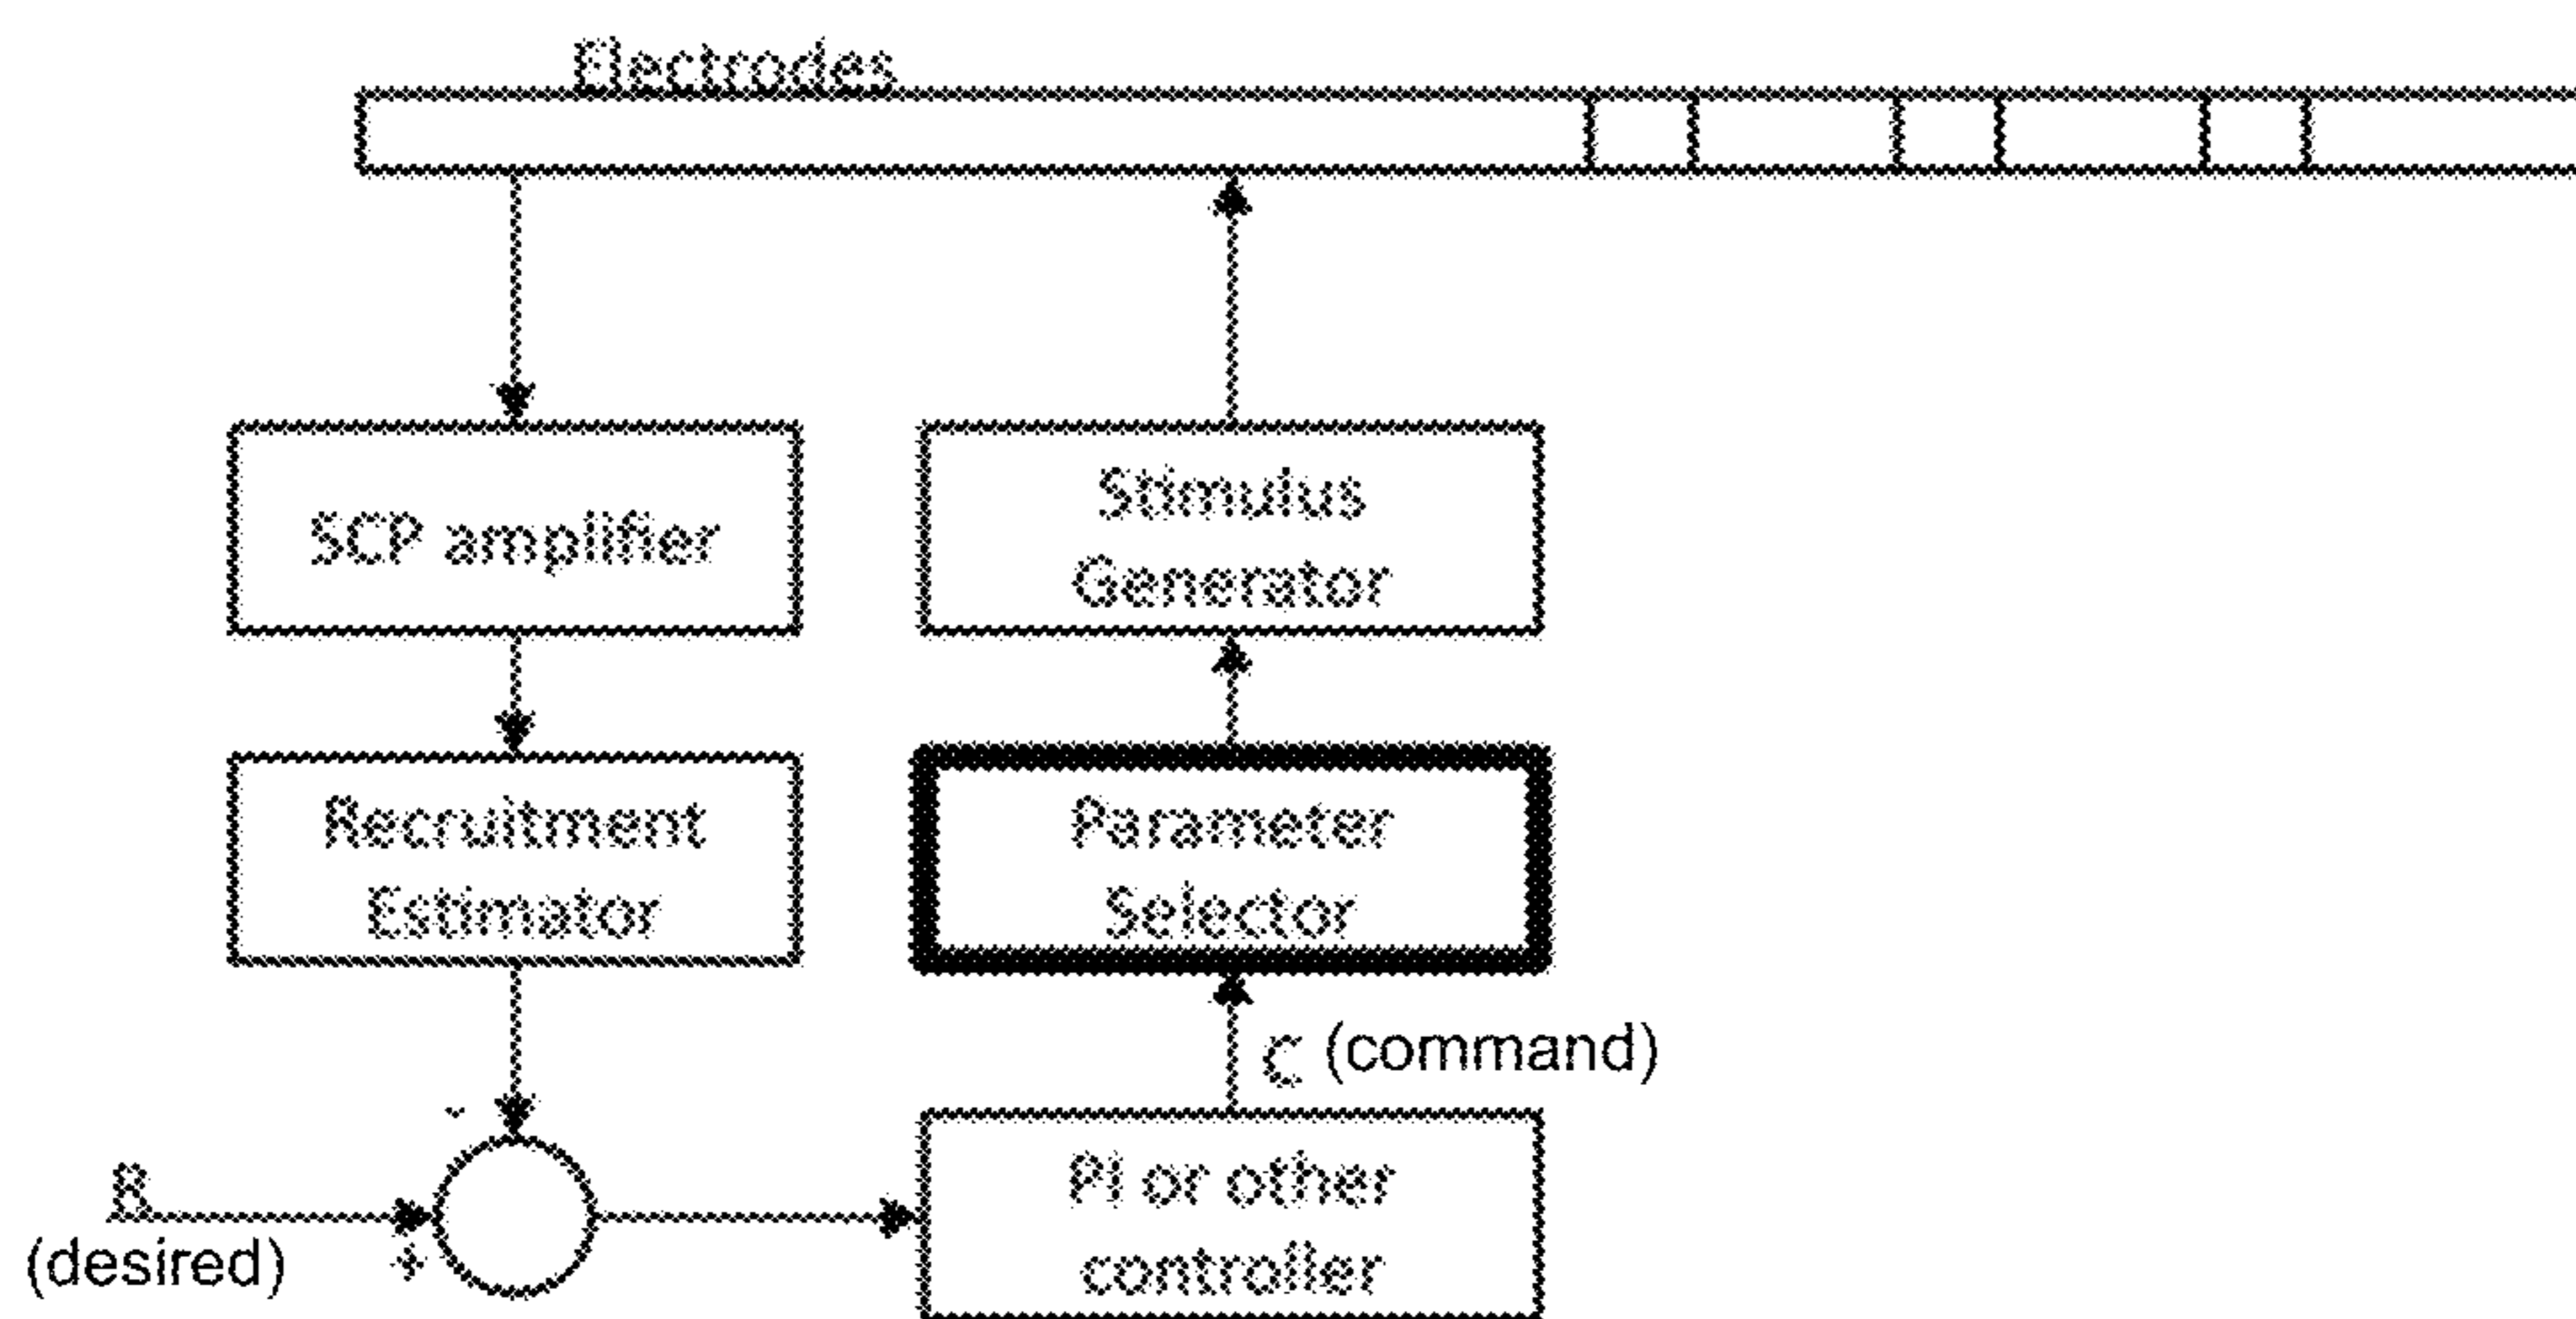 Electrodes
SCP amplifier
Stimulus
Generator
Recruitment
Estimator
Parameter
Selector
C (command)
-
R
(desired)
+
PI or other
controller